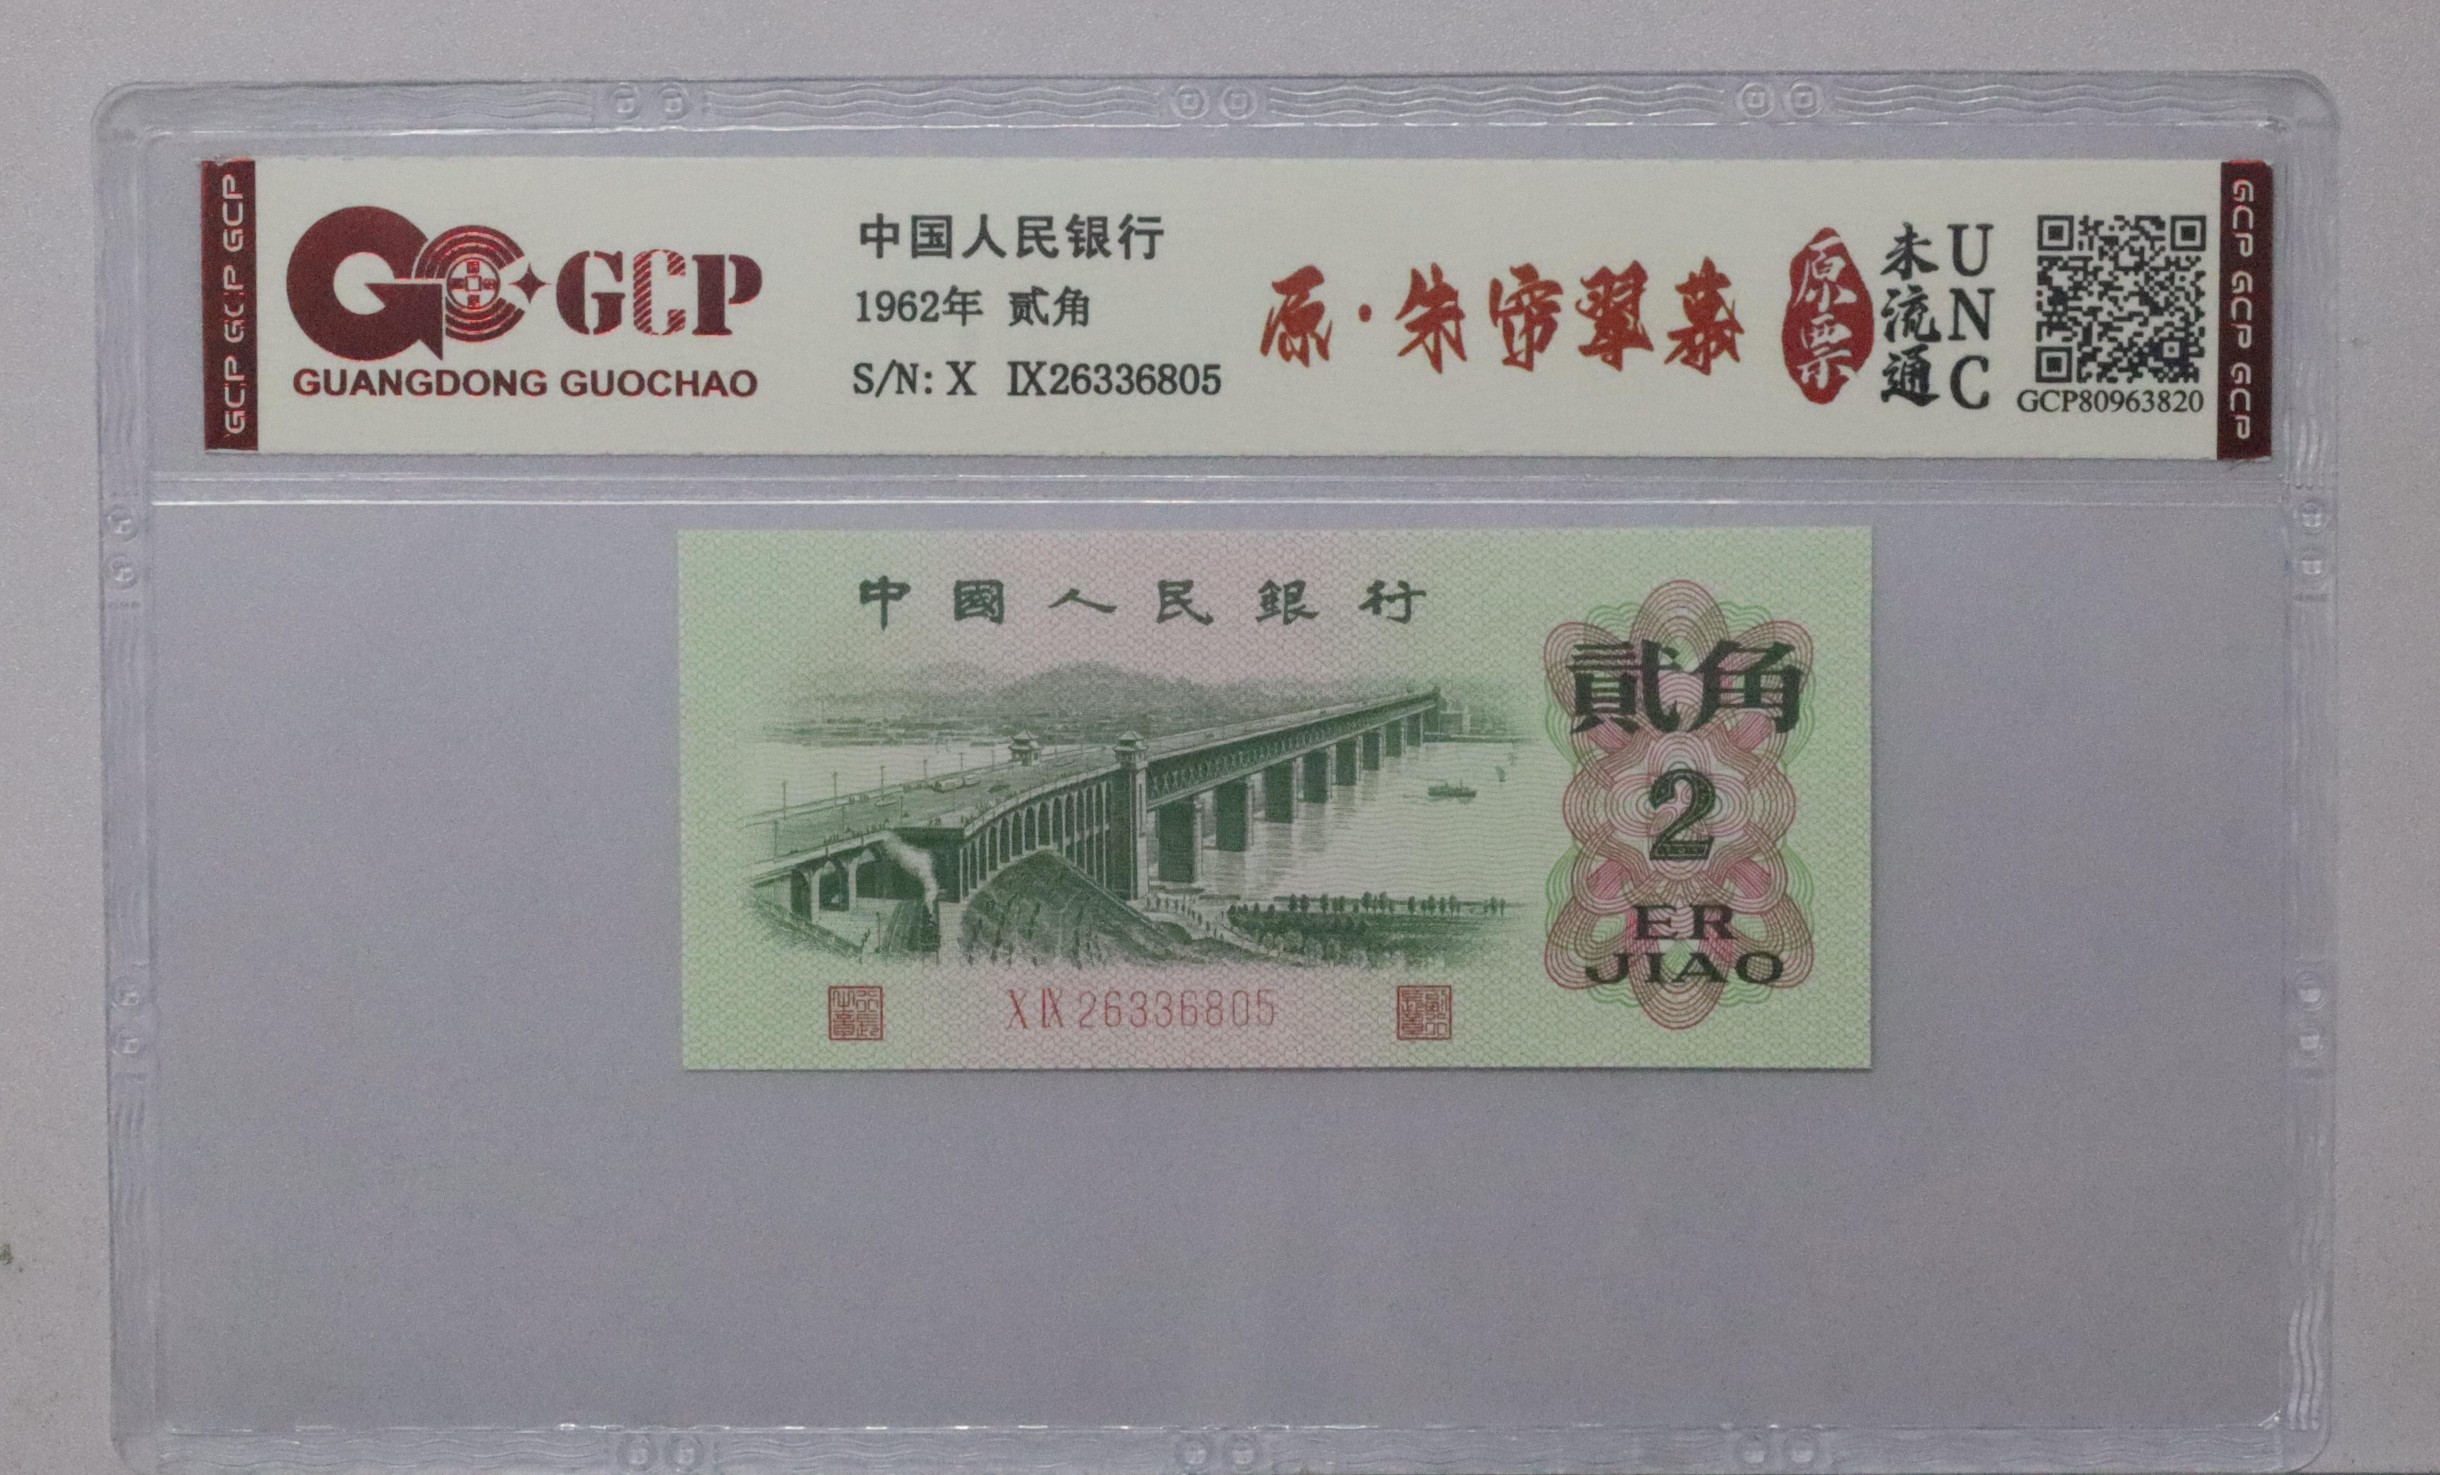 GCP GCP GCP
GCP
GUANGDONG GUOCHAO
中国人民银行
1962年 贰角
S/N: X IX26336805
原·朱帘翠幕
原票
未流通
UNC
GCP80963820
GCP GCP GCP
中國人民銀行
貳角
2
ER
JIAO
X IX 26336805